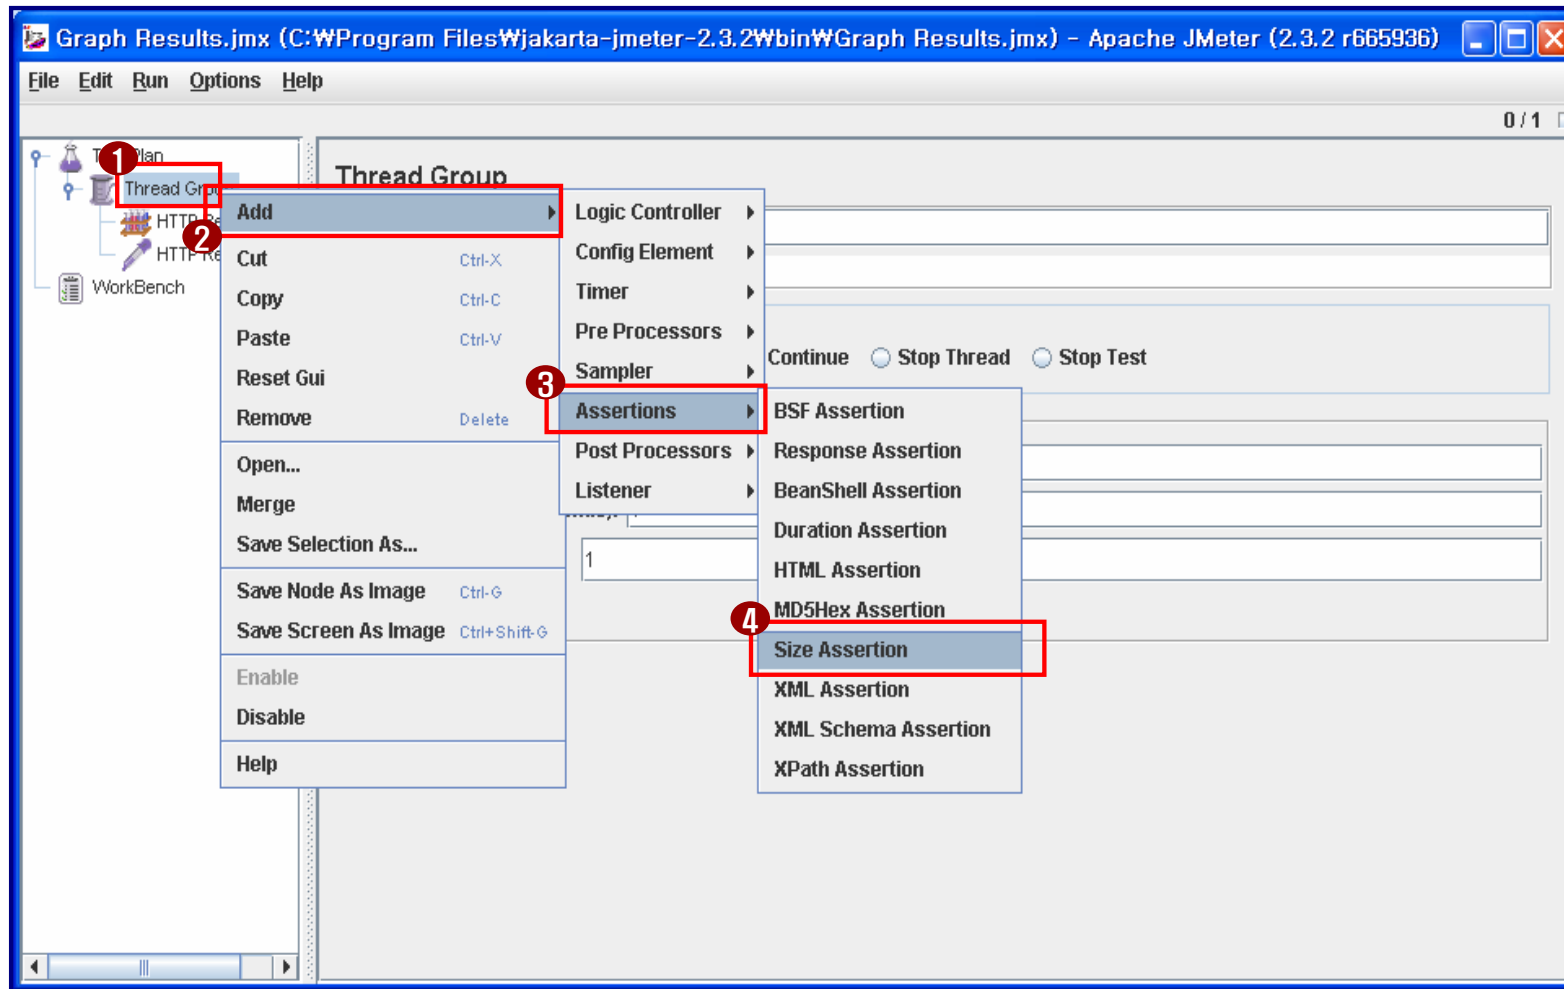 Graph Results.jmx (C:₩Program Files₩jakarta-jmeter-2.3.2₩bin₩Graph Results.jmx) - Apache JMeter (2.3.2 r665936)
File Edit Run Options Help
0 / 1
Plan
1
Thread
HTTP
HTTP
WorkBench
Thread Group
2
Add
Cut Ctrl-X
Copy Ctrl-C
Paste Ctrl-V
Reset Gui
Remove Delete
Open...
Merge
Save Selection As...
Save Node As Image Ctrl-G
Save Screen As Image Ctrl+Shift-G
Enable
Disable
Help
Logic Controller
Config Element
Timer
Pre Processors
Sampler
3
Assertions
Post Processors
Listener
Continue Stop Thread Stop Test
1
BSF Assertion
Response Assertion
BeanShell Assertion
Duration Assertion
HTML Assertion
MD5Hex Assertion
4
Size Assertion
XML Assertion
XML Schema Assertion
XPath Assertion